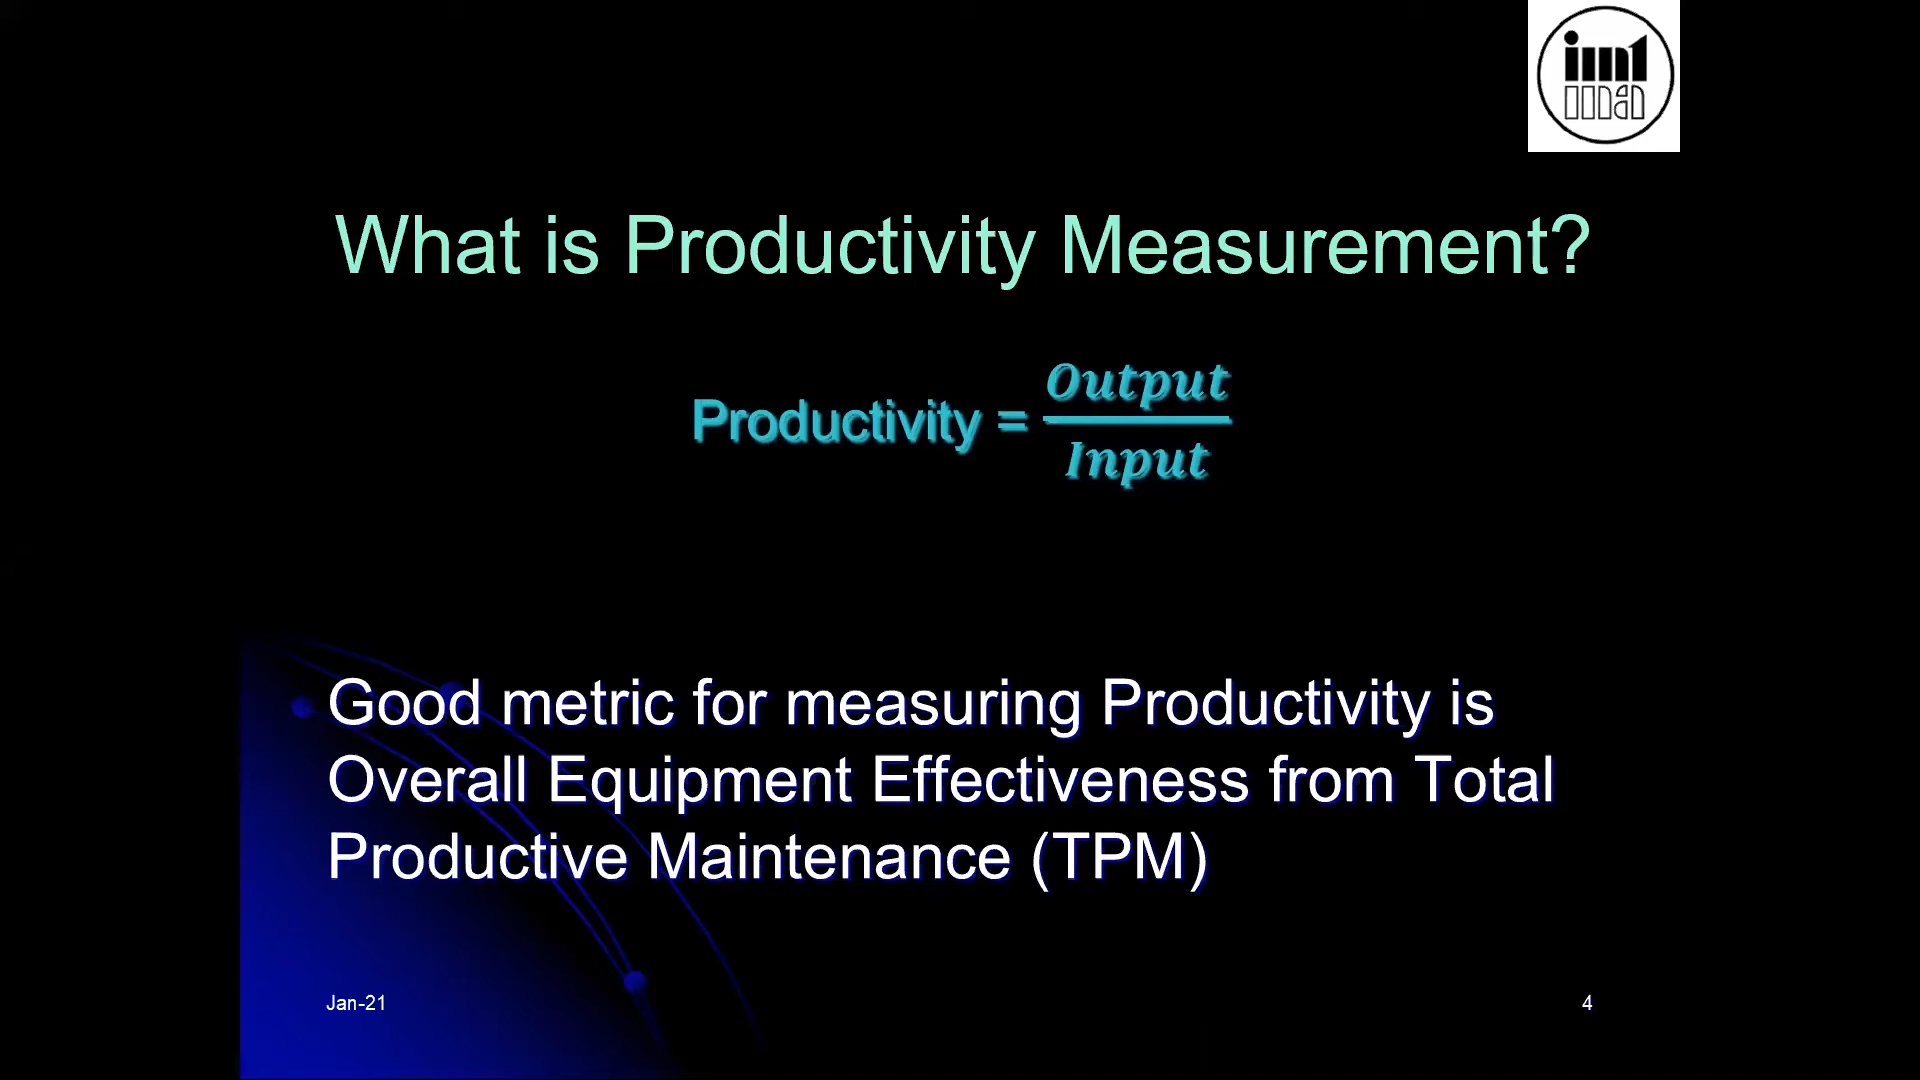 What is Productivity Measurement?
Productivity = Output / Input
Good metric for measuring Productivity is
Overall Equipment Effectiveness from Total
Productive Maintenance (TPM)
Jan-21
4